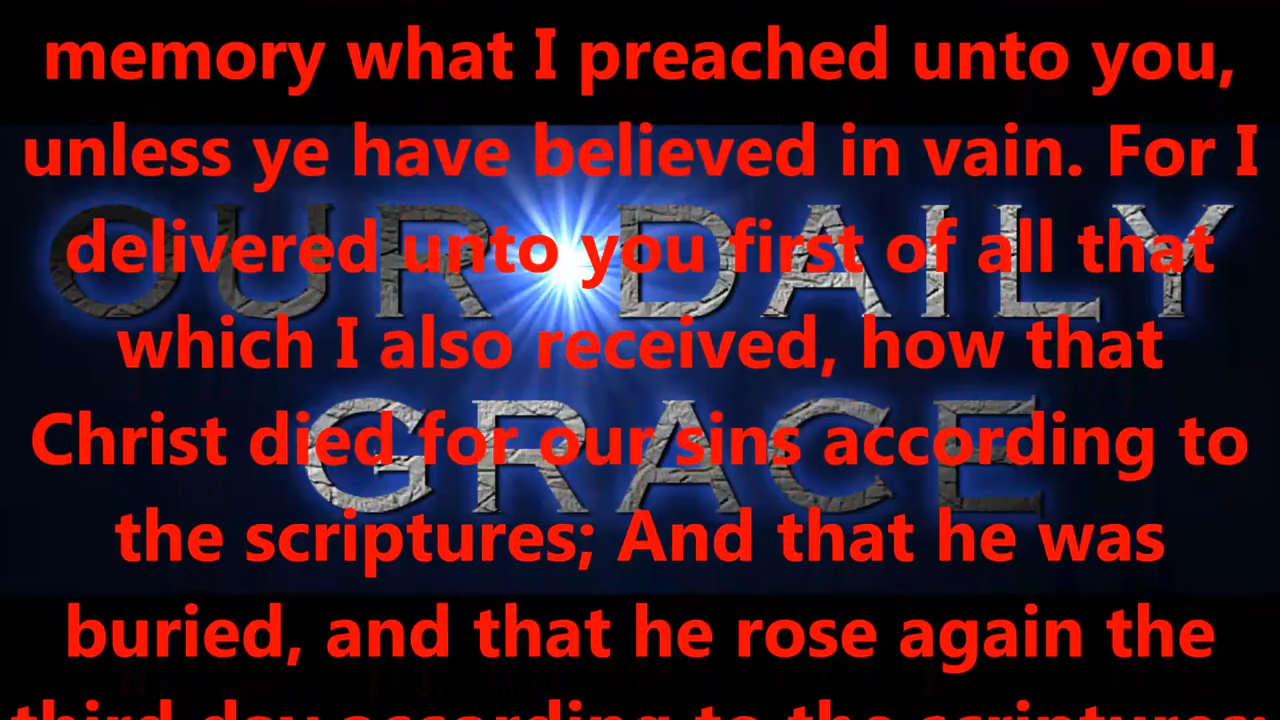 memory what I preached unto you,
unless ye have believed in vain. For I
OUR DAILY
delivered unto you first of all that
which I also received, how that
GRACE
Christ died for our sins according to
the scriptures; And that he was
buried, and that he rose again the
third day according to the scriptures: